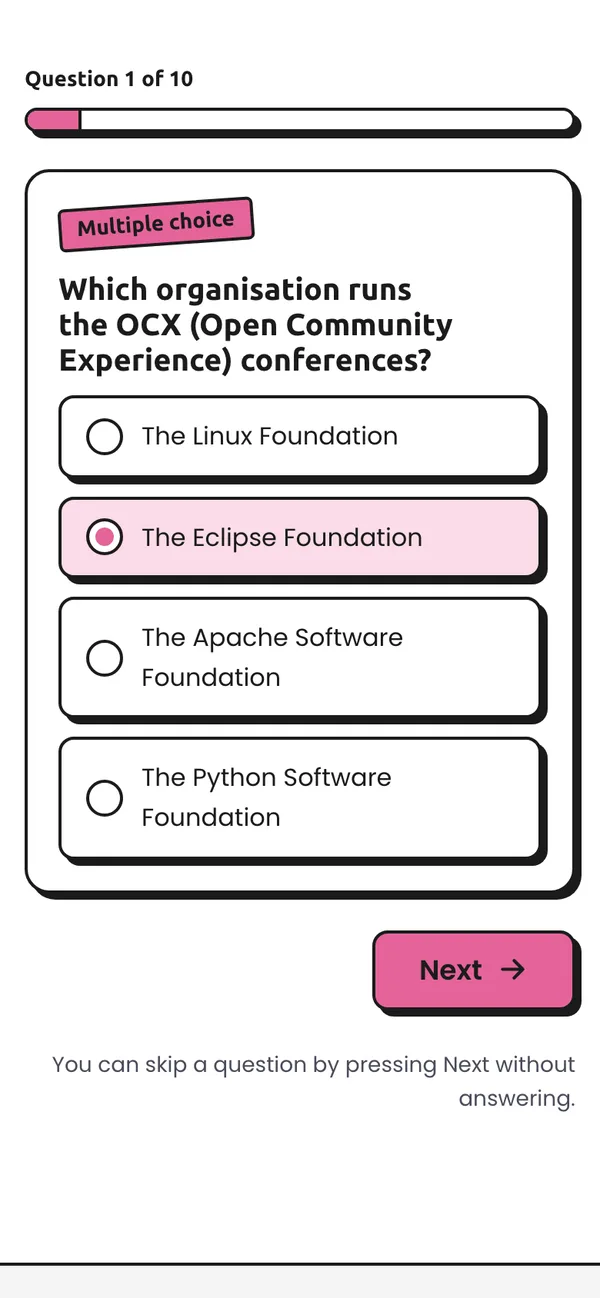 Question 1 of 10
Multiple choice
Which organisation runs
the OCX (Open Community
Experience) conferences?
The Linux Foundation
The Eclipse Foundation
The Apache Software
Foundation
The Python Software
Foundation
Next →
You can skip a question by pressing Next without
answering.